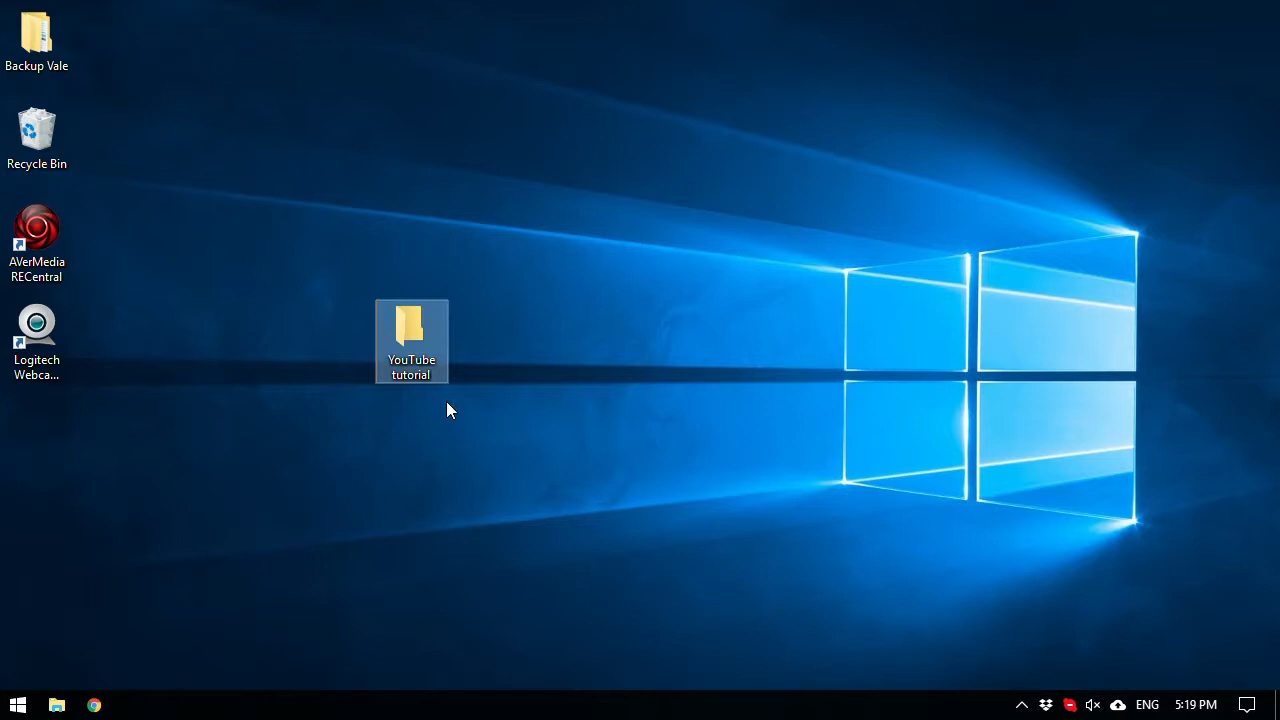 Backup Vale
Recycle Bin
AVerMedia
RECentral
Logitech
Webca...
YouTube
tutorial
ENG
5:19 PM